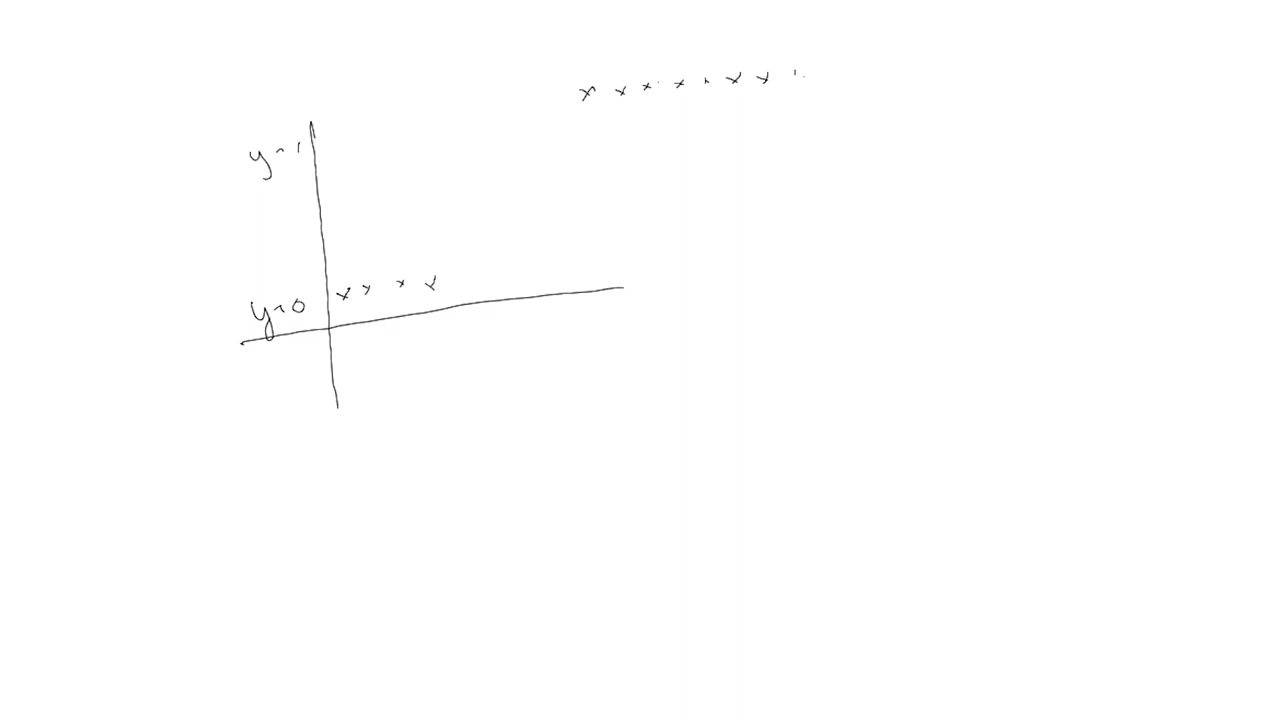 x x x x x x x
y = 1
x x x x
y = 0